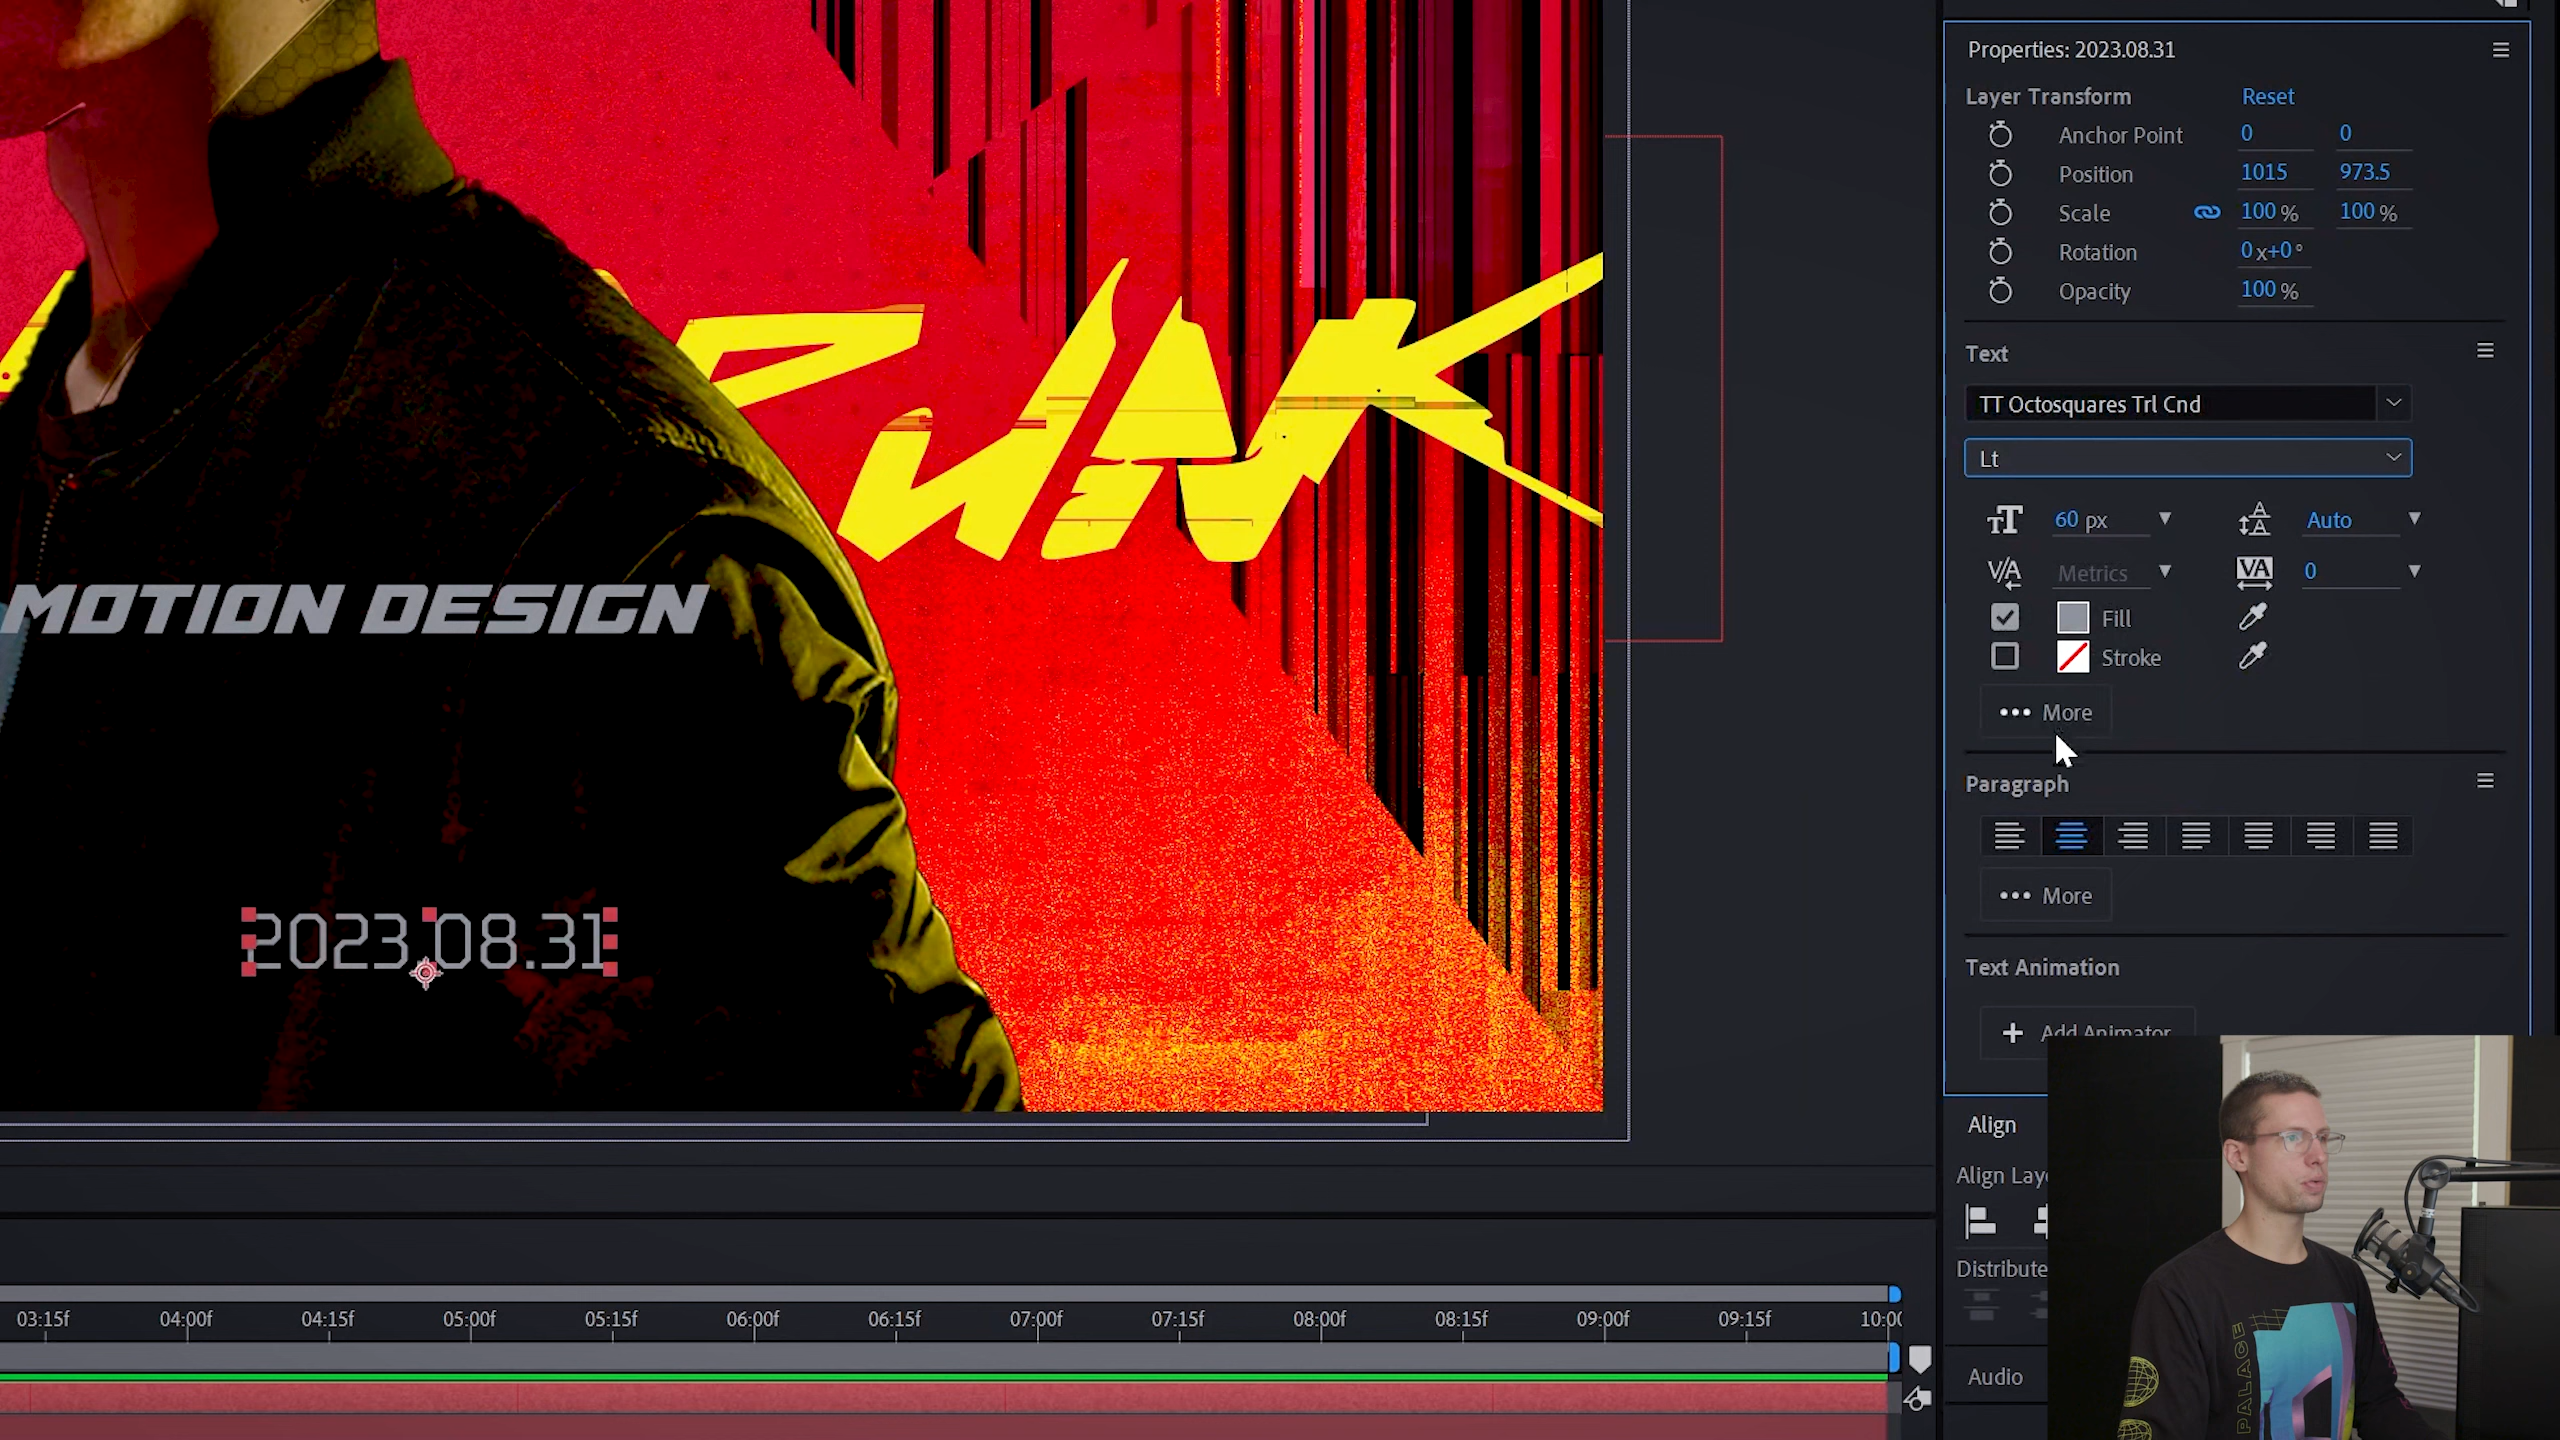 PUNK
MOTION DESIGN
2023.08.31
Properties: 2023.08.31
Layer Transform Reset
Anchor Point 0 0
Position 1015 973.5
Scale 100 % 100 %
Rotation 0 x+0 °
Opacity 100 %
Text
TT Octosquares Trl Cnd
Lt
60 px Auto
Metrics 0
Fill
Stroke
More
Paragraph
More
Text Animation
Add Animator
Align
Align
Distribute
Audio
03:15f 04:00f 04:15f 05:00f 05:15f 06:00f 06:15f 07:00f 07:15f 08:00f 08:15f 09:00f 09:15f 10:00
PALACE